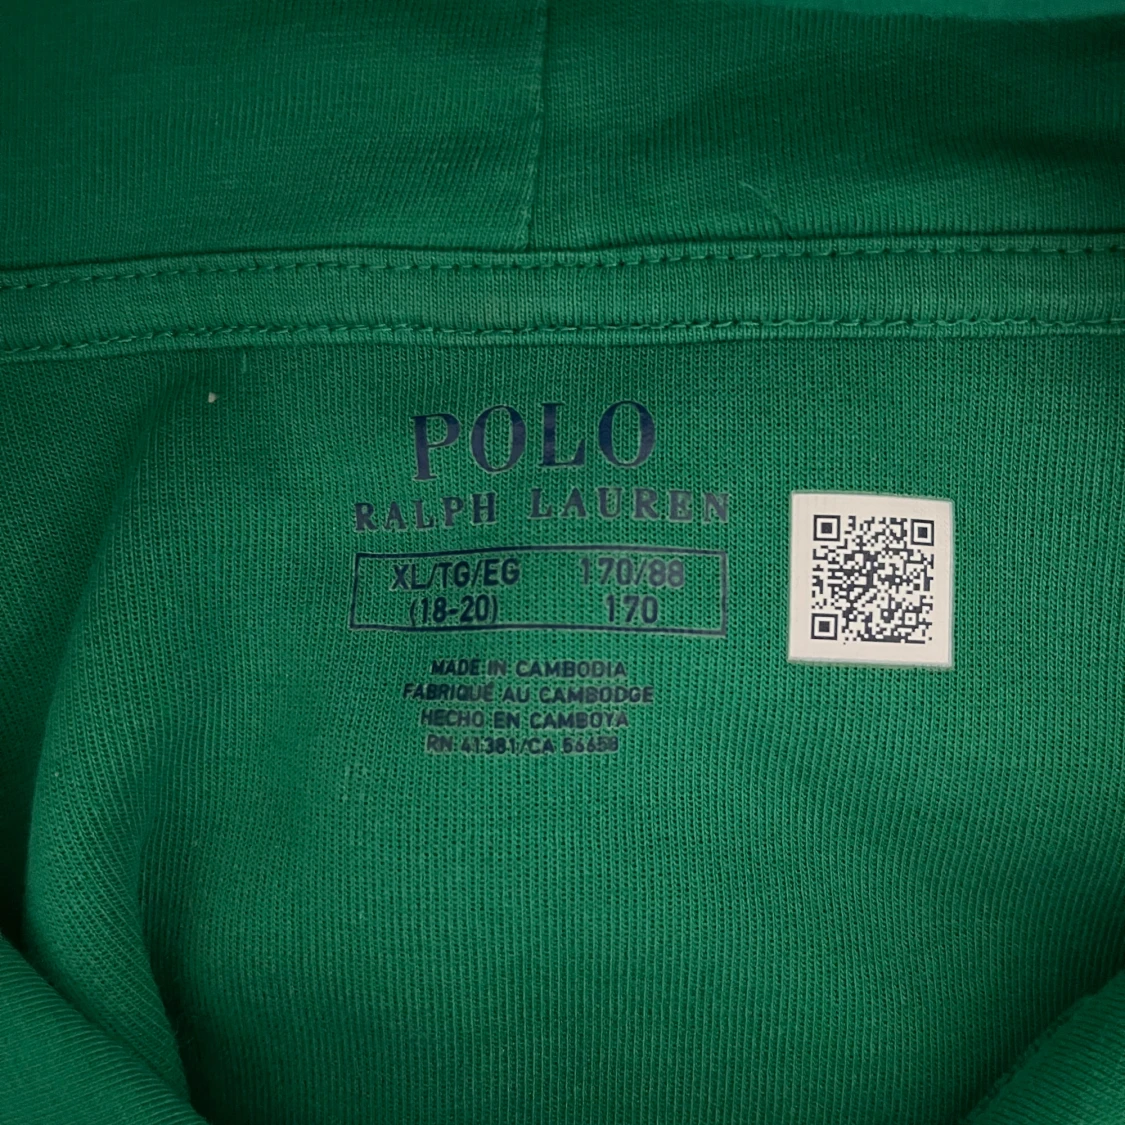 POLO
RALPH LAUREN
XL/TG/EG 170/88
(18-20) 170
MADE IN CAMBODIA
FABRIQUÉ AU CAMBODGE
HECHO EN CAMBOYA
RN 41381/CA 56658